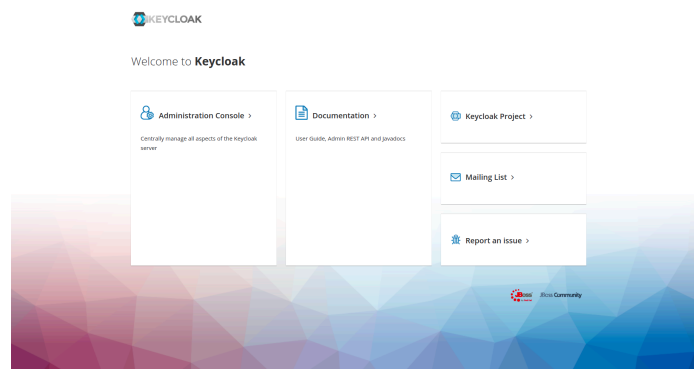 KEYCLOAK
Welcome to Keycloak
Administration Console >
Centrally manage all aspects of the Keycloak
server
Documentation >
User Guide, Admin REST API and Javadocs
Keycloak Project >
Mailing List >
Report an issue >
JBoss
JBoss Community